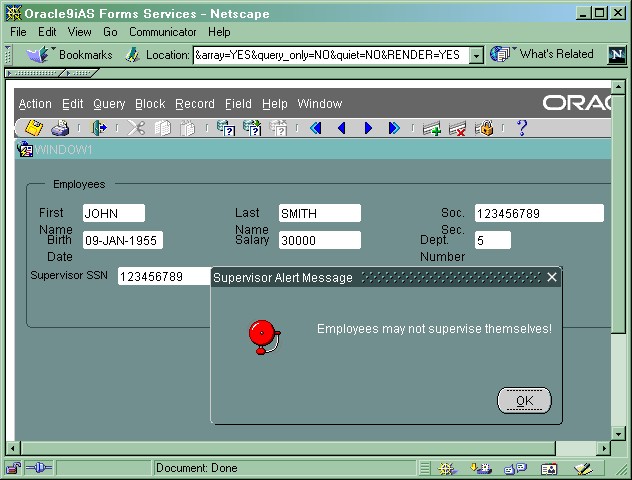 Oracle9iAS Forms Services - Netscape
File Edit View Go Communicator Help
Bookmarks Location: &array=YES&query_only=NO&quiet=NO&RENDER=YES What's Related N
Action Edit Query Block Record Field Help Window ORAC
WINDOW1
Employees
First Name JOHN Last Name SMITH Soc. Sec. 123456789
Birth Date 09-JAN-1955 Salary 30000 Dept. Number 5
Supervisor SSN 123456789
Supervisor Alert Message
Employees may not supervise themselves!
OK
Document: Done